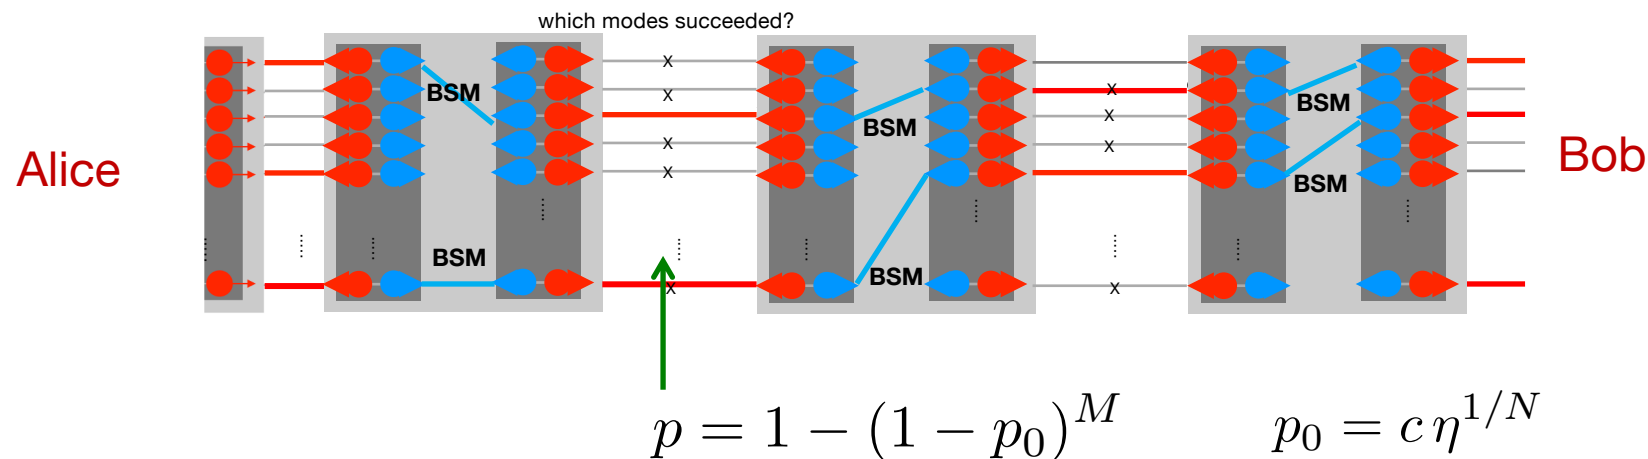 which modes succeeded?
x
x
x
x
x
x
x
x
x
BSM
BSM
BSM
BSM
BSM
BSM
Alice
Bob
p = 1 − (1 − p₀)ᴹ
p₀ = c η^{1/N}